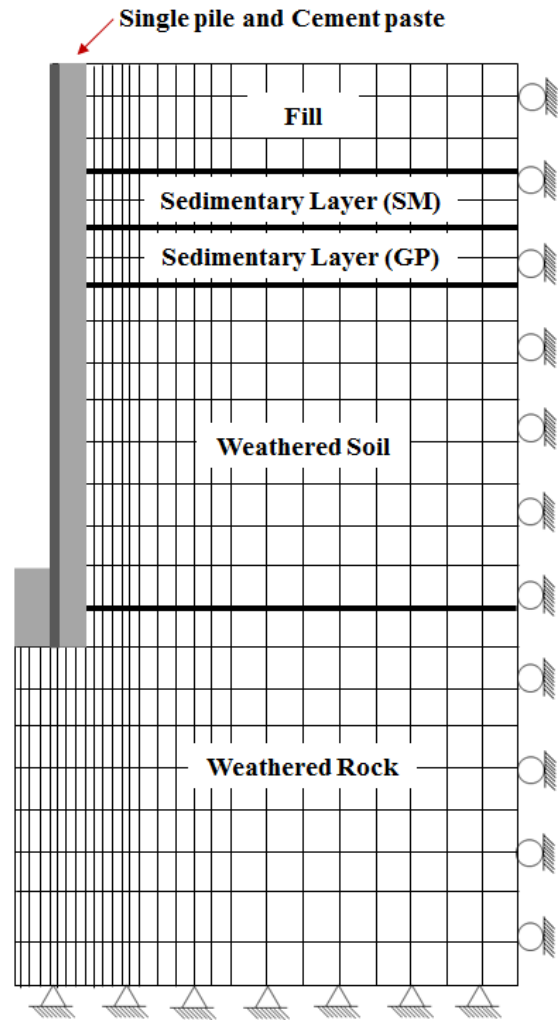 Single pile and Cement paste
Fill
Sedimentary Layer (SM)
Sedimentary Layer (GP)
Weathered Soil
Weathered Rock